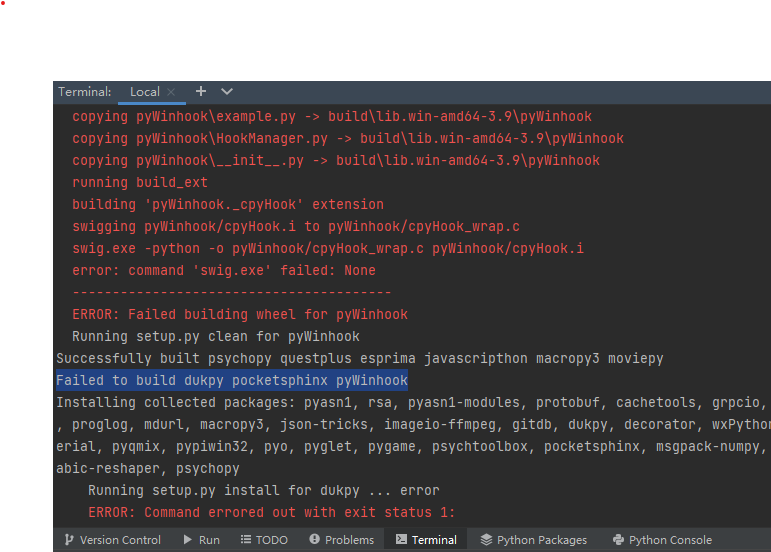 Terminal: Local × + 
copying pyWinhook\example.py -> build\lib.win-amd64-3.9\pyWinhook
copying pyWinhook\HookManager.py -> build\lib.win-amd64-3.9\pyWinhook
copying pyWinhook\__init__.py -> build\lib.win-amd64-3.9\pyWinhook
running build_ext
building 'pyWinhook._cpyHook' extension
swigging pyWinhook/cpyHook.i to pyWinhook/cpyHook_wrap.c
swig.exe -python -o pyWinhook/cpyHook_wrap.c pyWinhook/cpyHook.i
error: command 'swig.exe' failed: None
----------------------------------------
ERROR: Failed building wheel for pyWinhook
Running setup.py clean for pyWinhook
Successfully built psychopy questplus esprima javascripthon macropy3 moviepy
Failed to build dukpy pocketsphinx pyWinhook
Installing collected packages: pyasn1, rsa, pyasn1-modules, protobuf, cachetools, grpcio,
, proglog, mdurl, macropy3, json-tricks, imageio-ffmpeg, gitdb, dukpy, decorator, wxPython
erial, pyqmix, pypiwin32, pyo, pyglet, pygame, psychtoolbox, pocketsphinx, msgpack-numpy,
abic-reshaper, psychopy
Running setup.py install for dukpy ... error
ERROR: Command errored out with exit status 1:
Version Control Run TODO Problems Terminal Python Packages Python Console